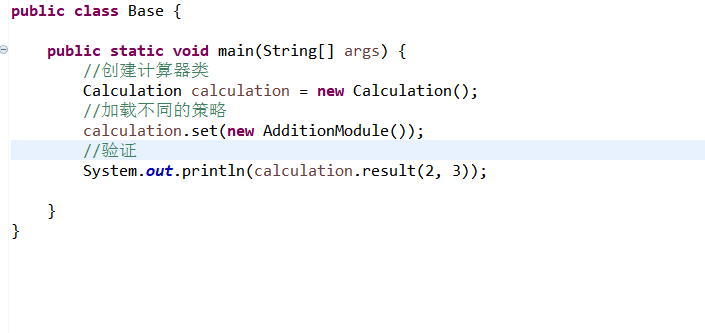 public class Base {
public static void main(String[] args) {
//创建计算器类
Calculation calculation = new Calculation();
//加载不同的策略
calculation.set(new AdditionModule());
//验证
System.out.println(calculation.result(2, 3));
}
}